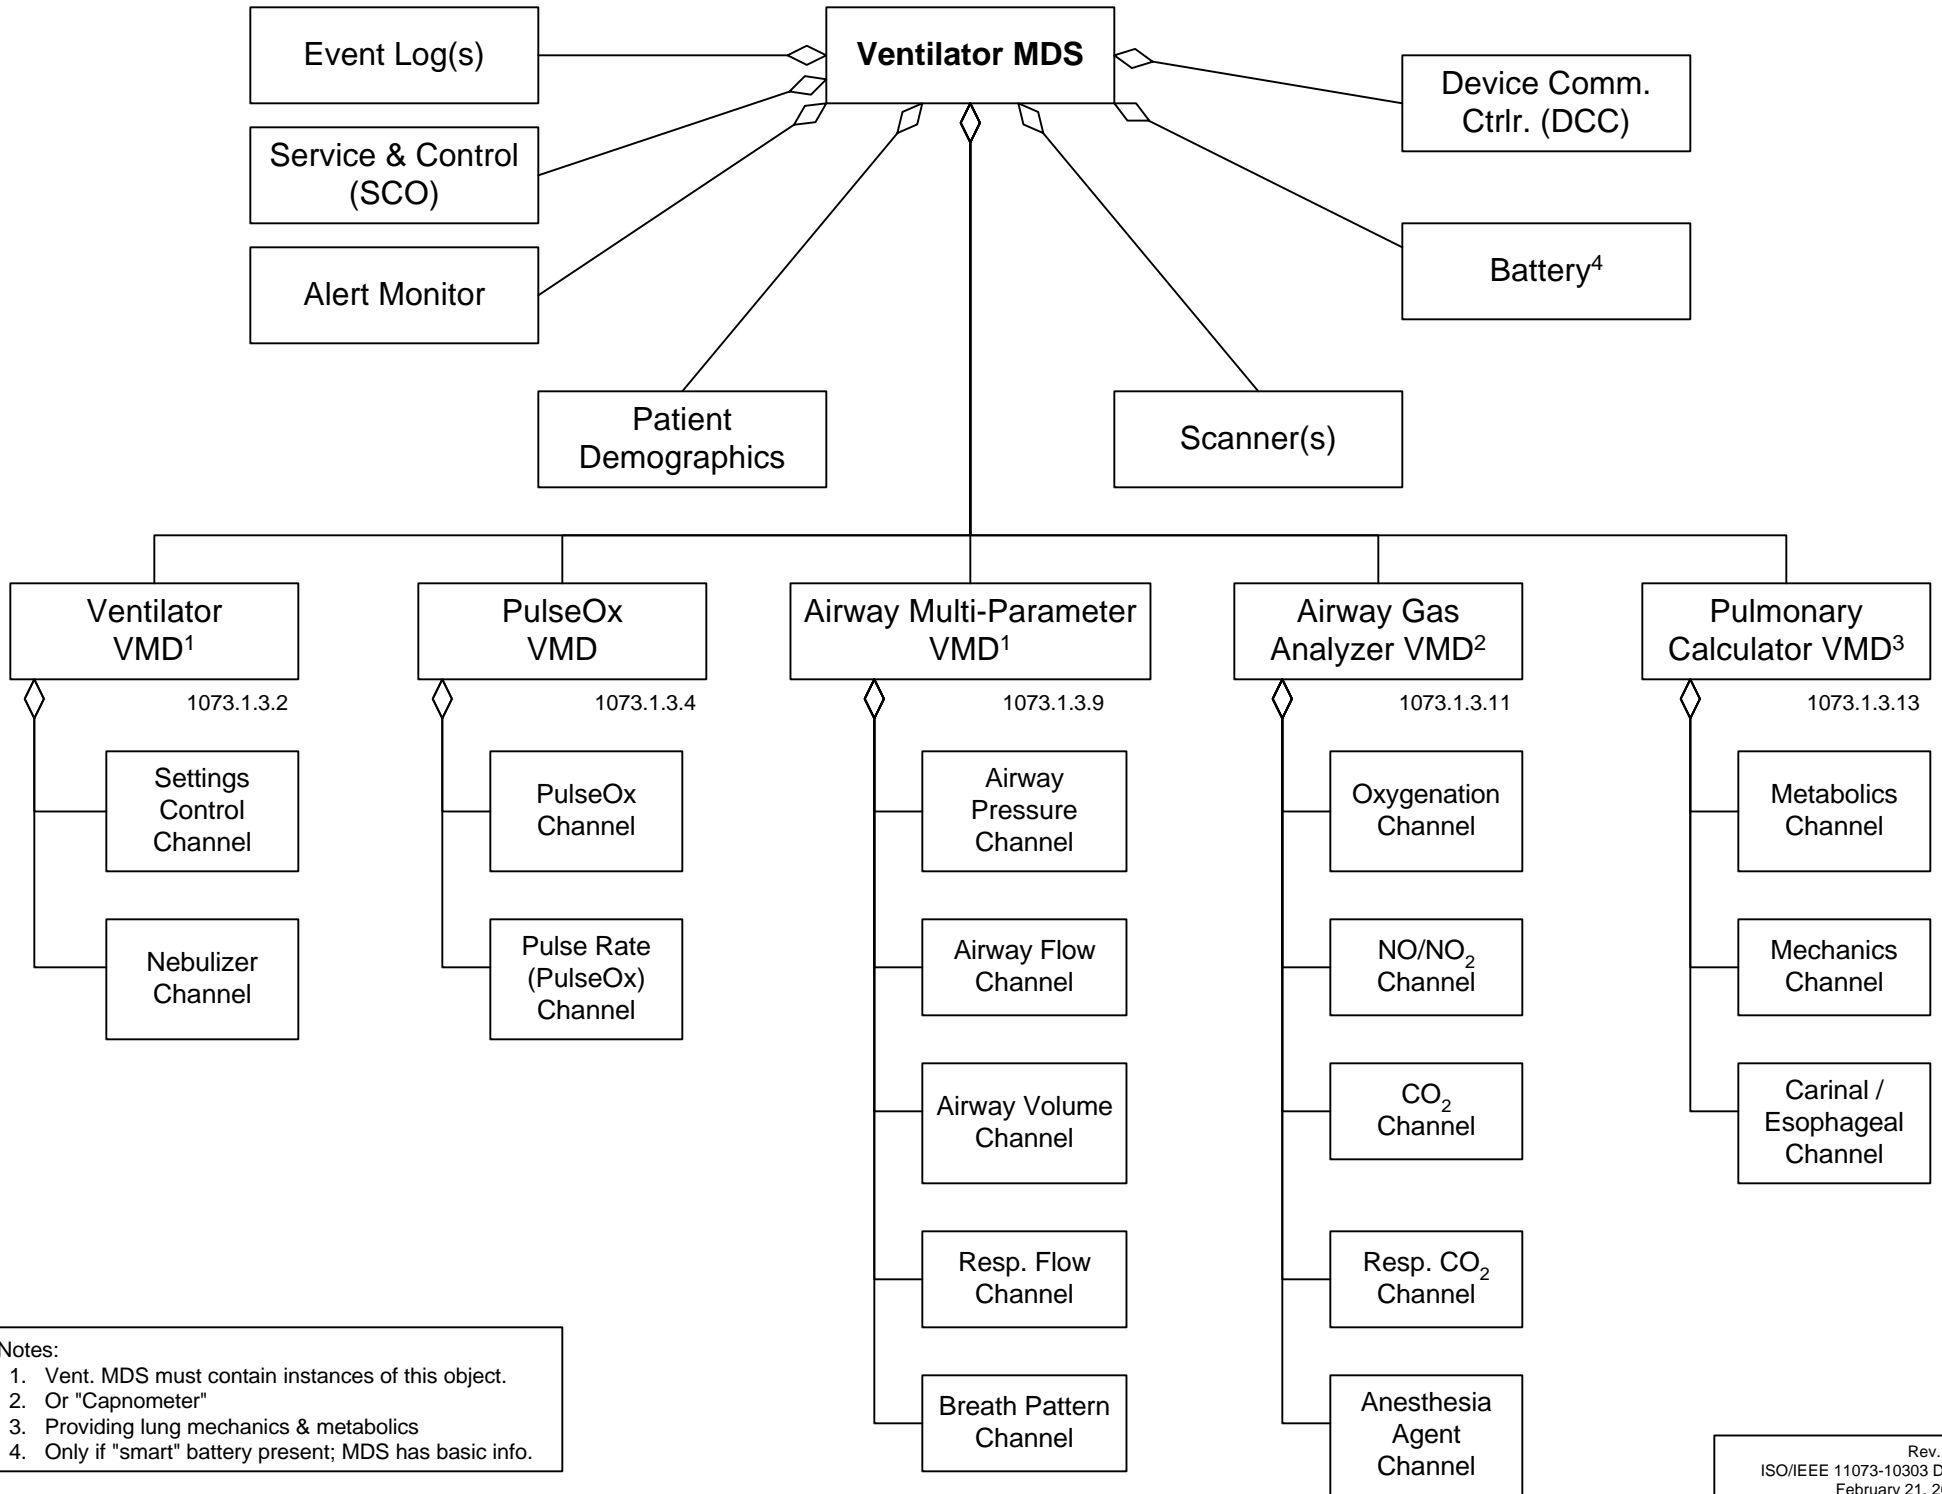 Event Log(s)
Ventilator MDS
Device Comm.
Ctrlr. (DCC)
Service & Control
(SCO)
Alert Monitor
Battery⁴
Patient
Demographics
Scanner(s)
Ventilator
VMD¹
1073.1.3.2
PulseOx
VMD
1073.1.3.4
Airway Multi-Parameter
VMD¹
1073.1.3.9
Airway Gas
Analyzer VMD²
1073.1.3.11
Pulmonary
Calculator VMD³
1073.1.3.13
Settings
Control
Channel
Nebulizer
Channel
PulseOx
Channel
Pulse Rate
(PulseOx)
Channel
Airway
Pressure
Channel
Airway Flow
Channel
Airway Volume
Channel
Resp. Flow
Channel
Breath Pattern
Channel
Oxygenation
Channel
NO/NO₂
Channel
CO₂
Channel
Resp. CO₂
Channel
Anesthesia
Agent
Channel
Metabolics
Channel
Mechanics
Channel
Carinal /
Esophageal
Channel
Notes:
1. Vent. MDS must contain instances of this object.
2. Or "Capnometer"
3. Providing lung mechanics & metabolics
4. Only if "smart" battery present; MDS has basic info.
Rev.
ISO/IEEE 11073-10303
February 21,